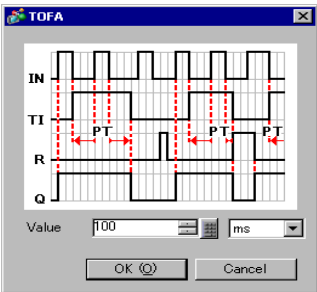 TOFA
IN
TI
PT PT PT
R
Q
Value 100 ms
OK (O) Cancel